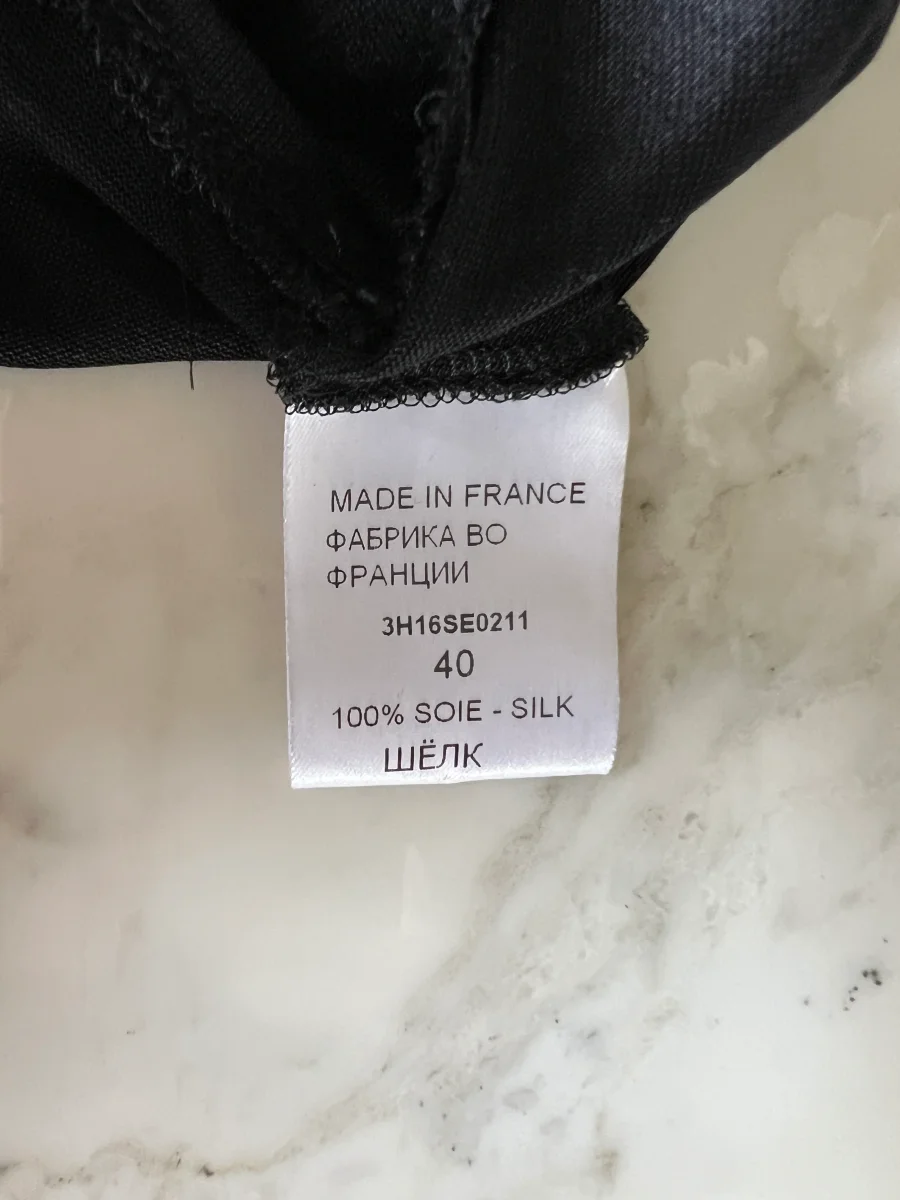 MADE IN FRANCE
ФАБРИКА ВО
ФРАНЦИИ
3H16SE0211
40
100% SOIE - SILK
ШЁЛК